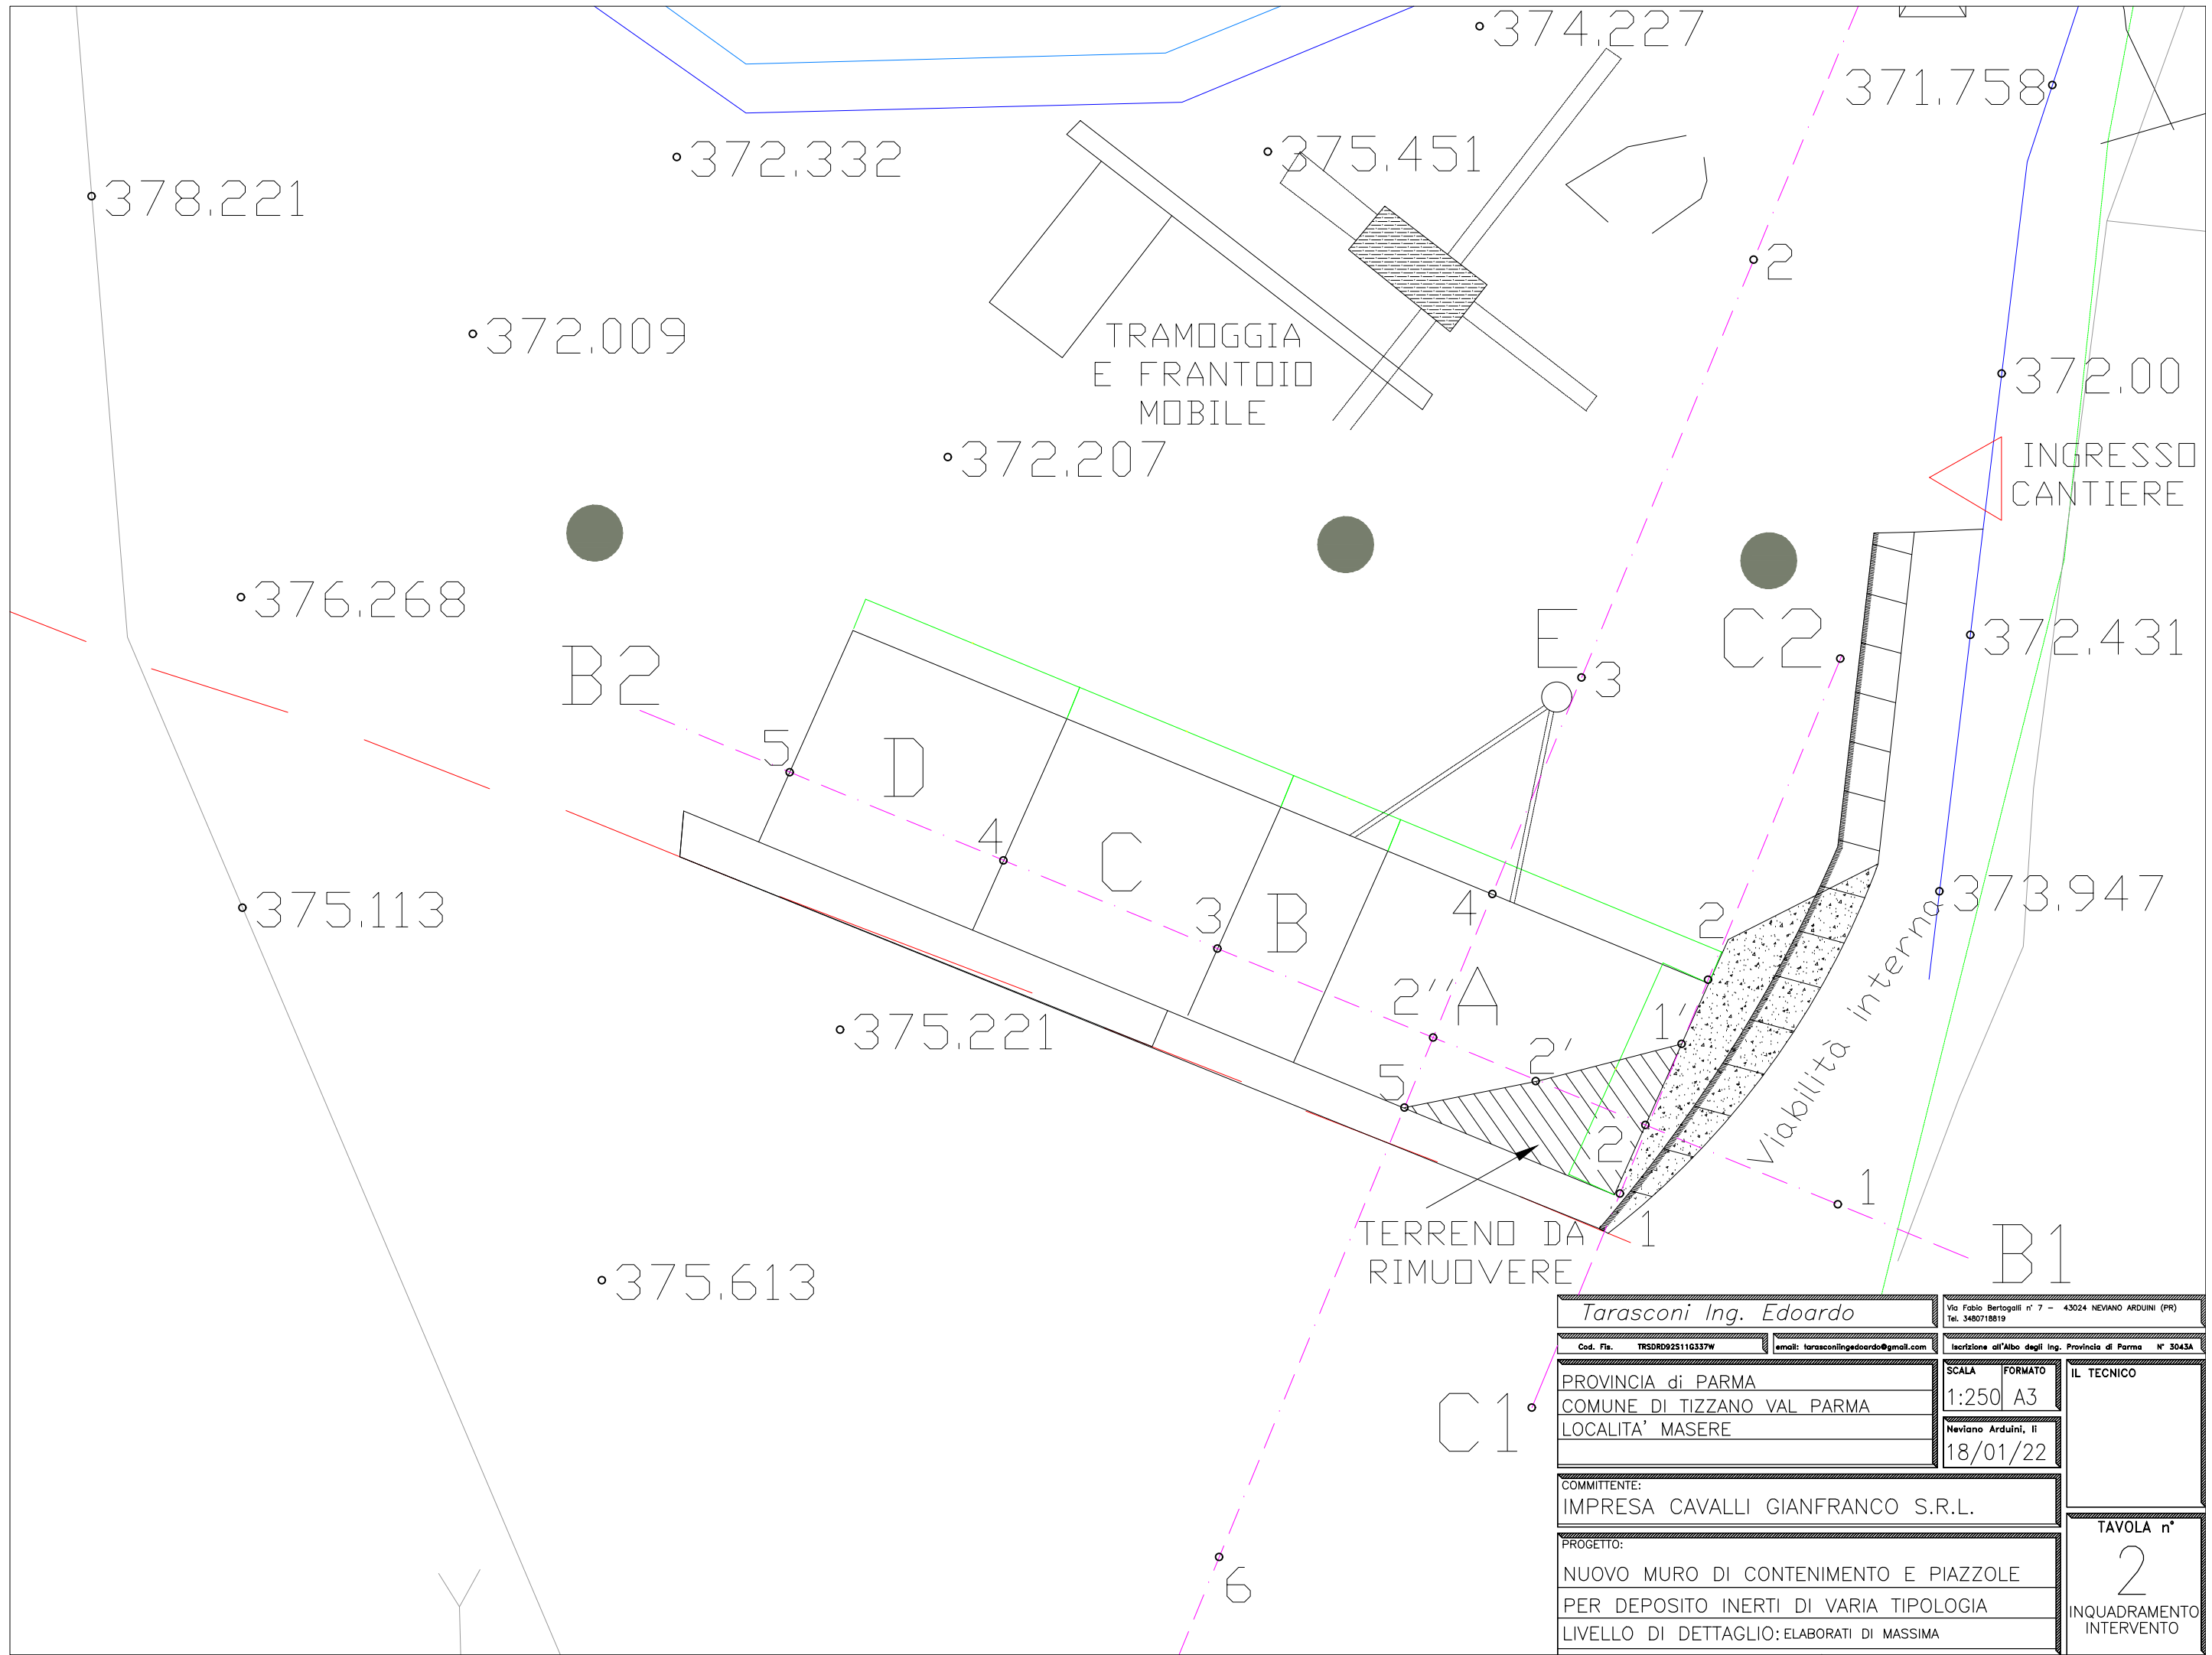 374.227
371.758
372.332
375.451
378.221
2
372.009
TRAMOGGIA
E FRANTOIO
MOBILE
372.00
372.207
INGRESSO
CANTIERE
376.268
E
C2
372.431
B2
3
5
D
4
C
375.113
3
B
4
2
373.947
2''
A
1'
Viabilità interna
375.221
2'
5
2
1
TERRENO DA
RIMUOVERE
1
B1
375.613
C1
6
Tarasconi Ing. Edoardo
Via Fabio Bertogalli n° 7 - 43024 NEVIANO ARDUINI (PR)
Tel. 3480718819
Cod. Fis. TRSDRD92S11G337W
email: tarasconiingedoardo@gmail.com
Iscrizione all'Albo degli Ing. Provincia di Parma N° 3043A
PROVINCIA di PARMA
COMUNE DI TIZZANO VAL PARMA
LOCALITA' MASERE
SCALA
1:250
FORMATO
A3
Neviano Arduini, li
18/01/22
IL TECNICO
COMMITTENTE:
IMPRESA CAVALLI GIANFRANCO S.R.L.
PROGETTO:
NUOVO MURO DI CONTENIMENTO E PIAZZOLE
PER DEPOSITO INERTI DI VARIA TIPOLOGIA
LIVELLO DI DETTAGLIO: ELABORATI DI MASSIMA
TAVOLA n°
2
INQUADRAMENTO
INTERVENTO